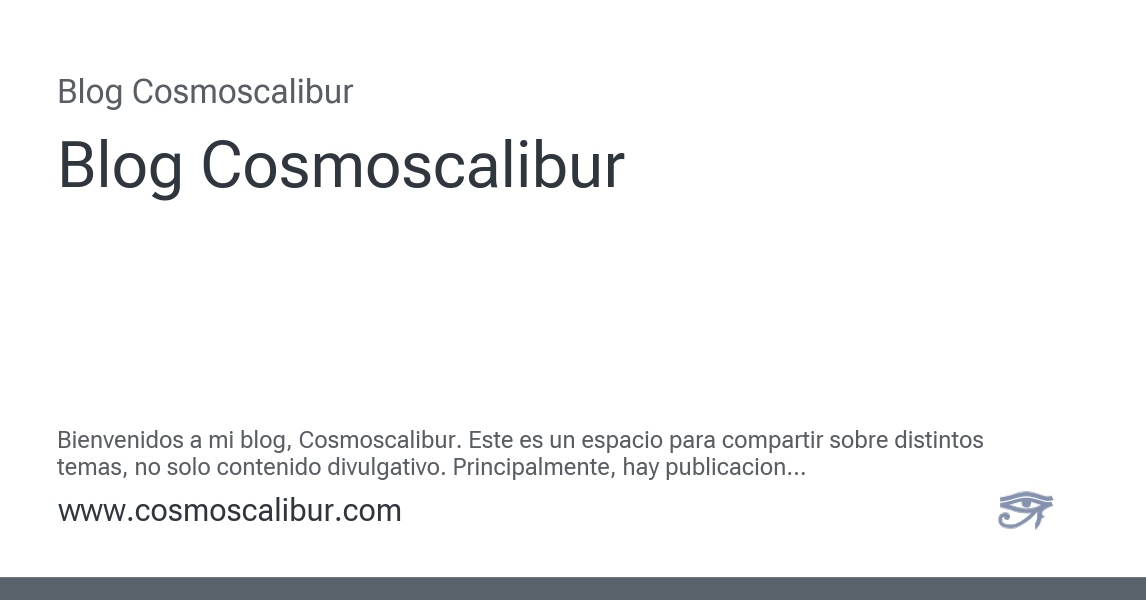 Blog Cosmoscalibur
Blog Cosmoscalibur
Bienvenidos a mi blog, Cosmoscalibur. Este es un espacio para compartir sobre distintos
temas, no solo contenido divulgativo. Principalmente, hay publicacion...
www.cosmoscalibur.com